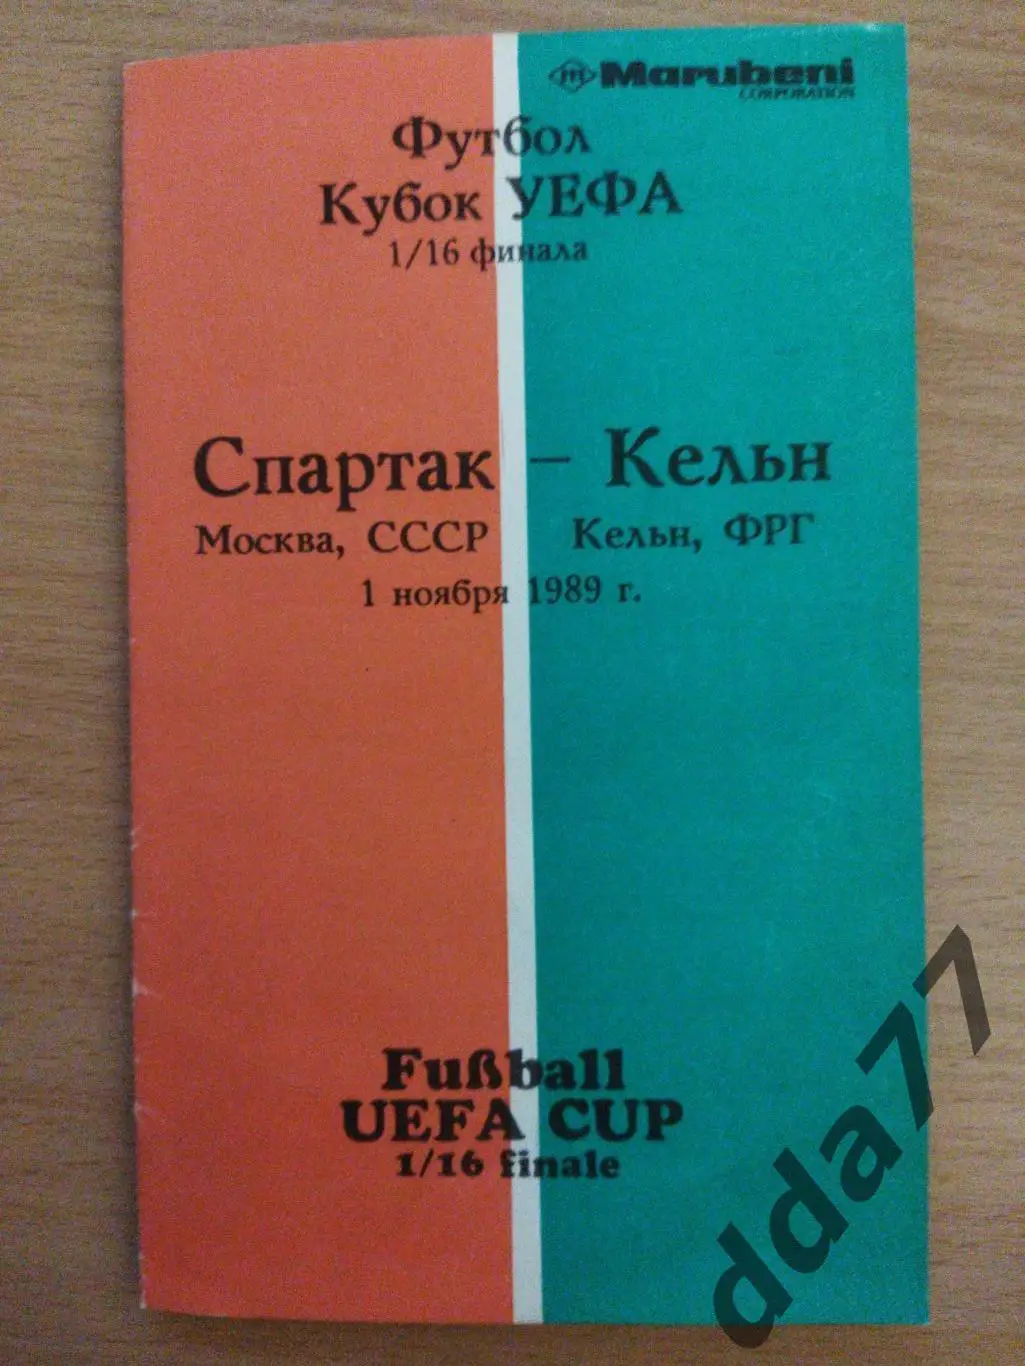 Marubeni
CORPORATION
Футбол
Кубок УЕФА
1/16 финала
Спартак – Кельн
Москва, СССР Кельн, ФРГ
1 ноября 1989 г.
Fußball
UEFA CUP
1/16 finale
dda77